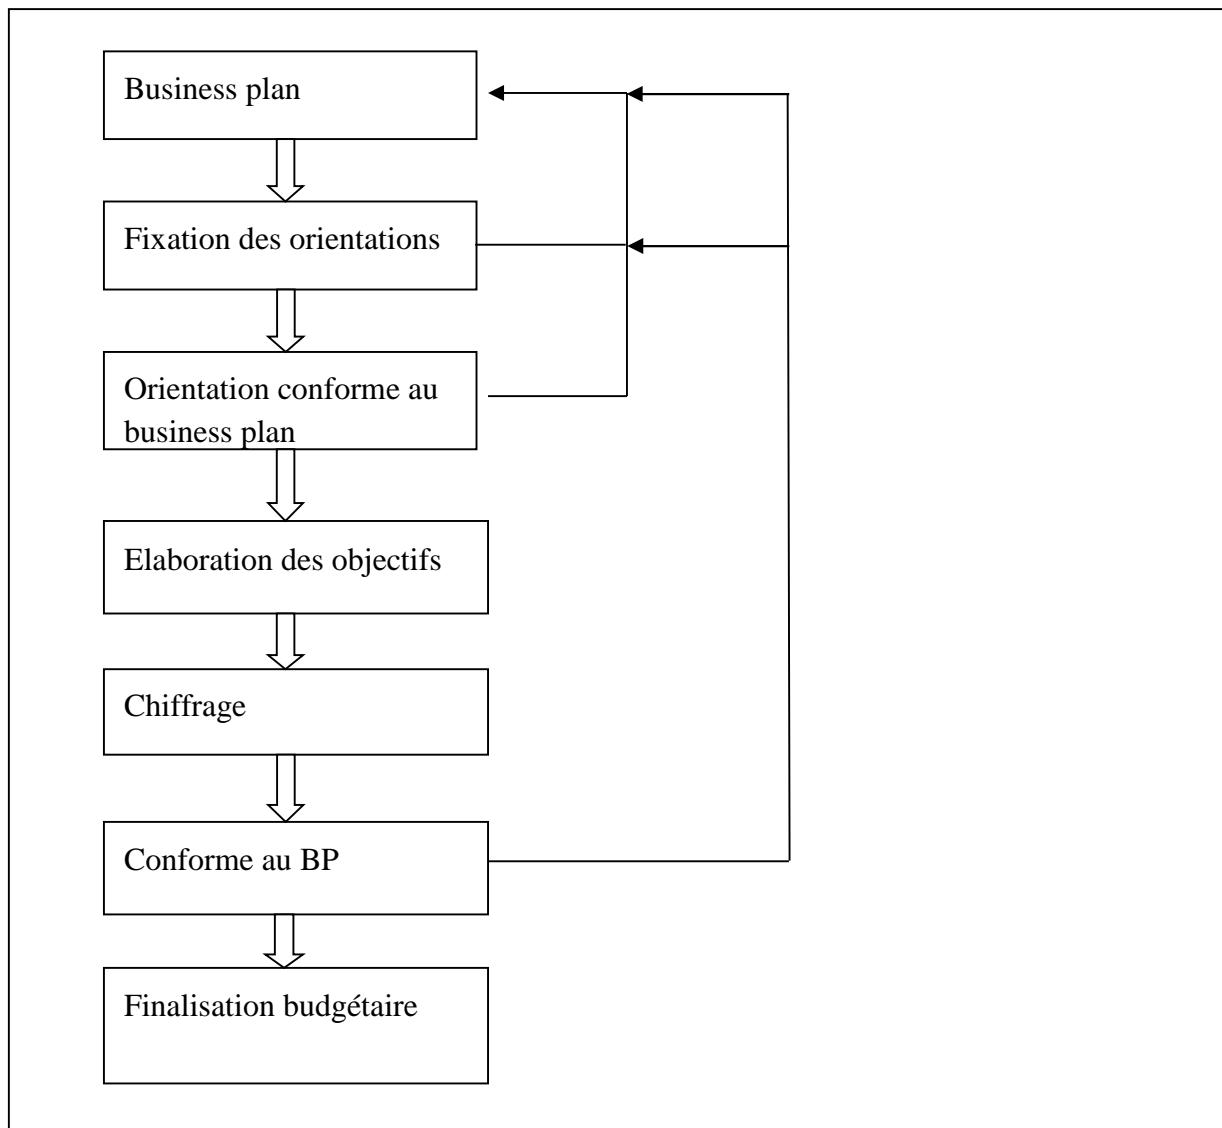 Business plan
Fixation des orientations
Orientation conforme au
business plan
Elaboration des objectifs
Chiffrage
Conforme au BP
Finalisation budgétaire